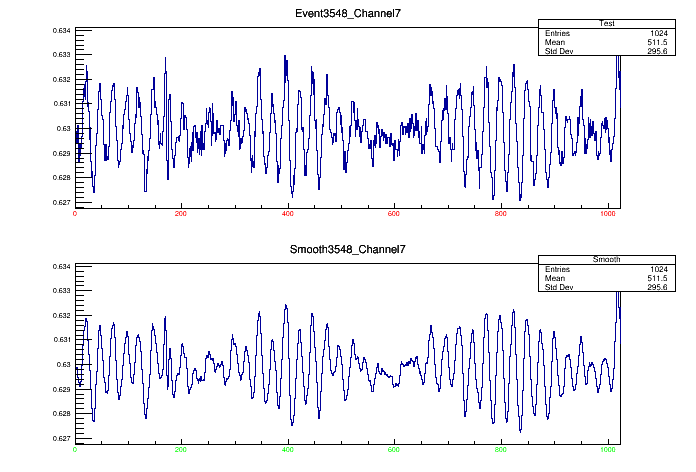 Event3548_Channel7
Test
Entries 1024
Mean 511.5
Std Dev 295.6
0.634
0.633
0.632
0.631
0.63
0.629
0.628
0.627
0 200 400 600 800 1000
Smooth3548_Channel7
Smooth
Entries 1024
Mean 511.5
Std Dev 295.6
0.634
0.633
0.632
0.631
0.63
0.629
0.628
0.627
0 200 400 600 800 1000